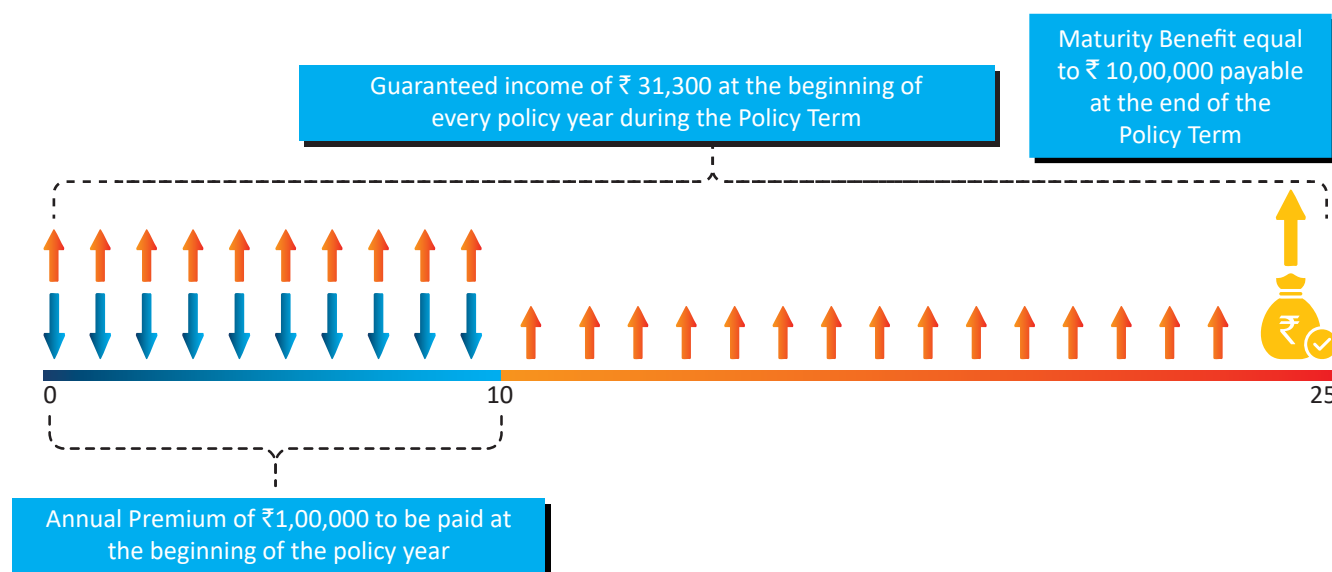 Maturity Benefit equal
to ₹ 10,00,000 payable
at the end of the
Policy Term
Guaranteed income of ₹ 31,300 at the beginning of
every policy year during the Policy Term
₹
0
10
25
Annual Premium of ₹1,00,000 to be paid at
the beginning of the policy year